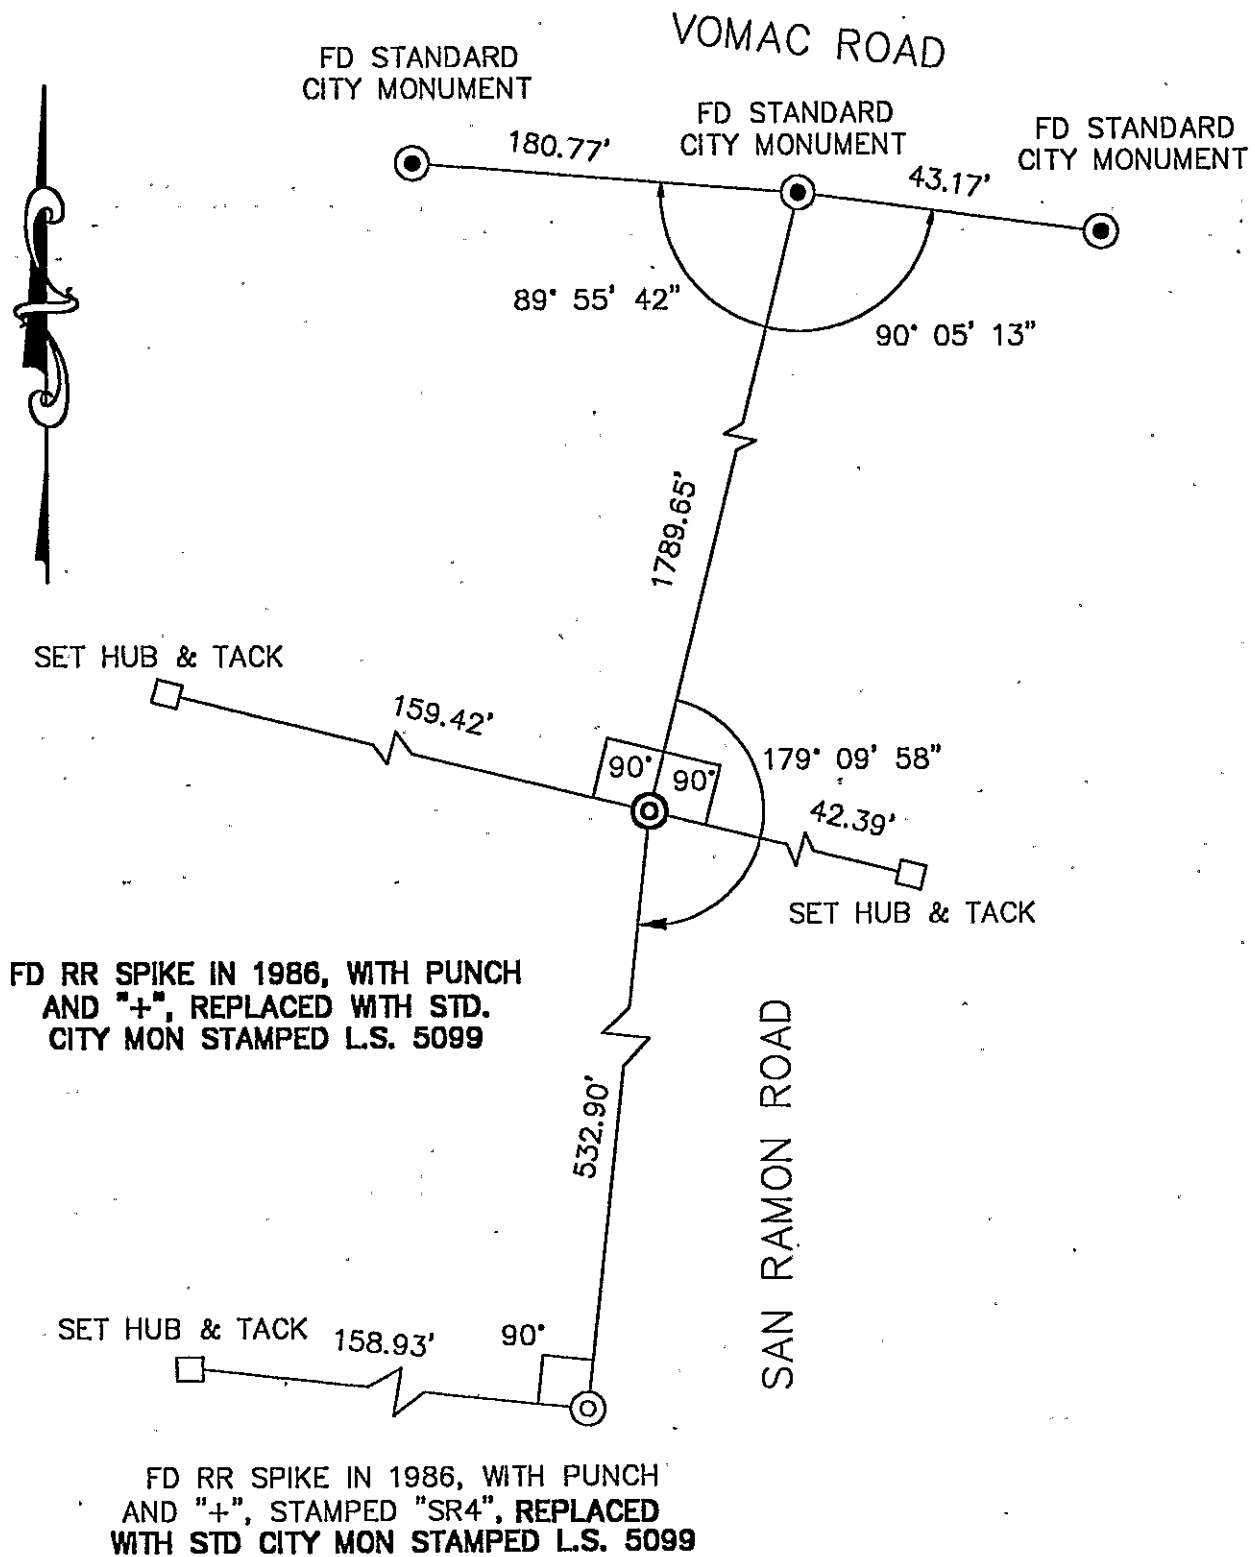 VOMAC ROAD
FD STANDARD
CITY MONUMENT
FD STANDARD
CITY MONUMENT
FD STANDARD
CITY MONUMENT
180.77'
43.17'
89° 55' 42"
90° 05' 13"
1789.65'
SET HUB & TACK
159.42'
90°
90°
179° 09' 58"
42.39'
SET HUB & TACK
FD RR SPIKE IN 1986, WITH PUNCH
AND "+", REPLACED WITH STD.
CITY MON STAMPED L.S. 5099
532.90'
SAN RAMON ROAD
SET HUB & TACK
158.93'
90°
FD RR SPIKE IN 1986, WITH PUNCH
AND "+", STAMPED "SR4", REPLACED
WITH STD CITY MON STAMPED L.S. 5099